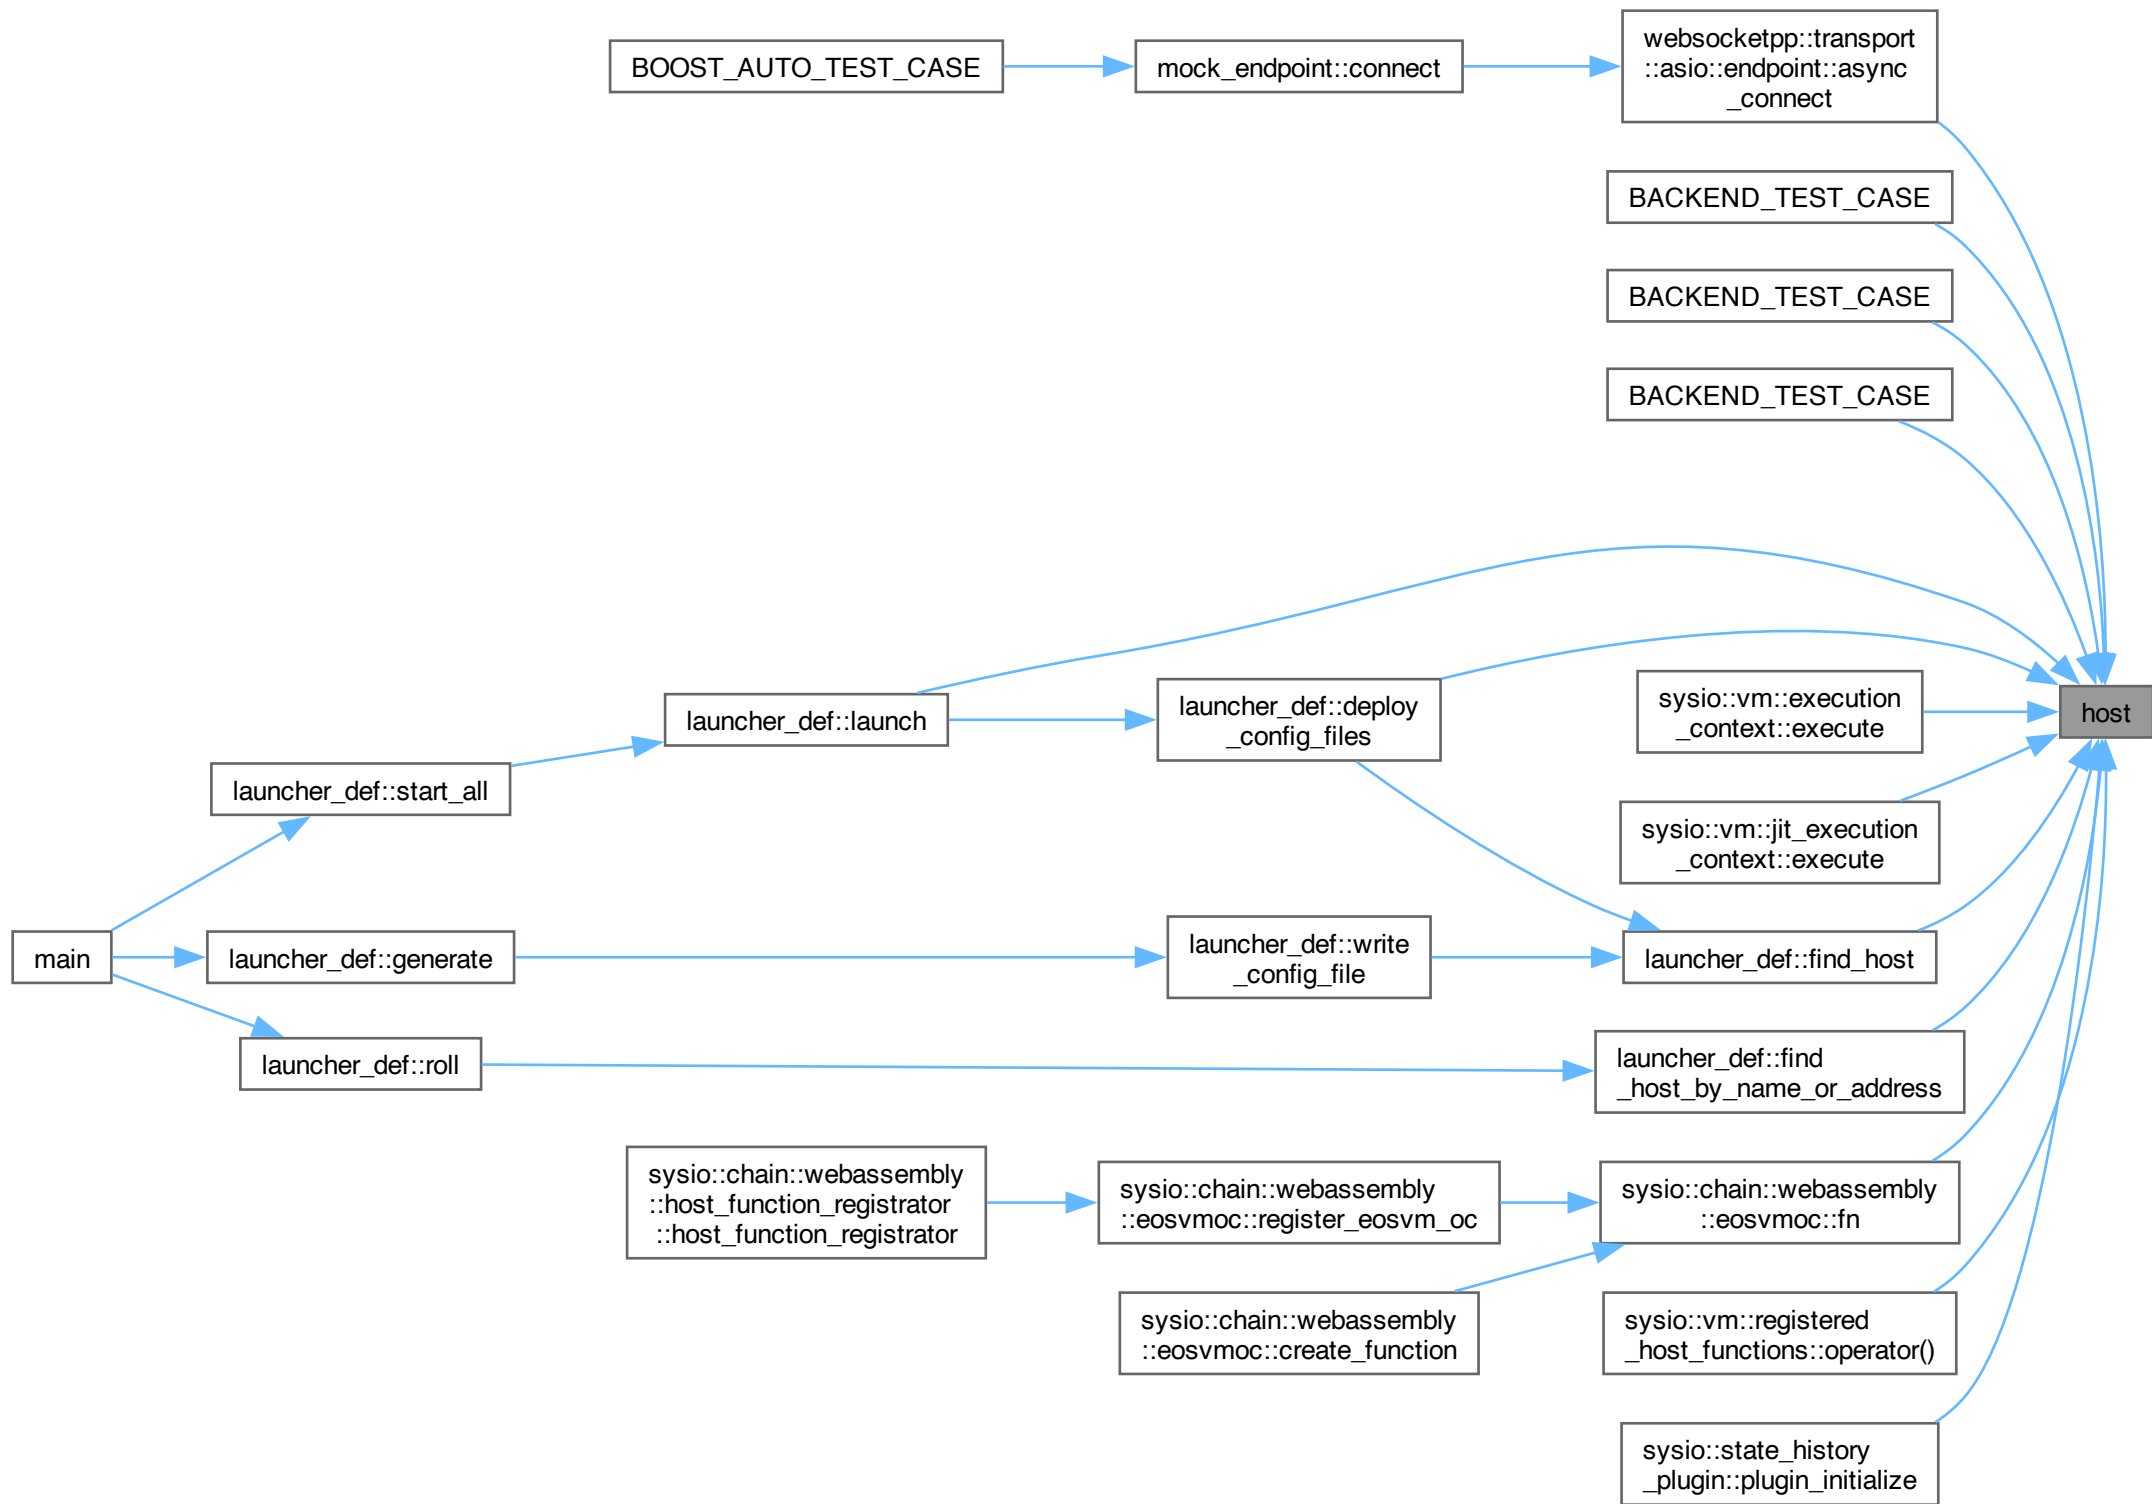 websocketpp::transport
::asio::endpoint::async
_connect
BOOST_AUTO_TEST_CASE
mock_endpoint::connect
BACKEND_TEST_CASE
BACKEND_TEST_CASE
BACKEND_TEST_CASE
launcher_def::launch
launcher_def::deploy
_config_files
sysio::vm::execution
_context::execute
host
launcher_def::start_all
sysio::vm::jit_execution
_context::execute
main
launcher_def::generate
launcher_def::write
_config_file
launcher_def::find_host
launcher_def::roll
launcher_def::find
_host_by_name_or_address
sysio::chain::webassembly
::host_function_registrator
::host_function_registrator
sysio::chain::webassembly
::eosvmoc::register_eosvm_oc
sysio::chain::webassembly
::eosvmoc::fn
sysio::chain::webassembly
::eosvmoc::create_function
sysio::vm::registered
_host_functions::operator()
sysio::state_history
_plugin::plugin_initialize